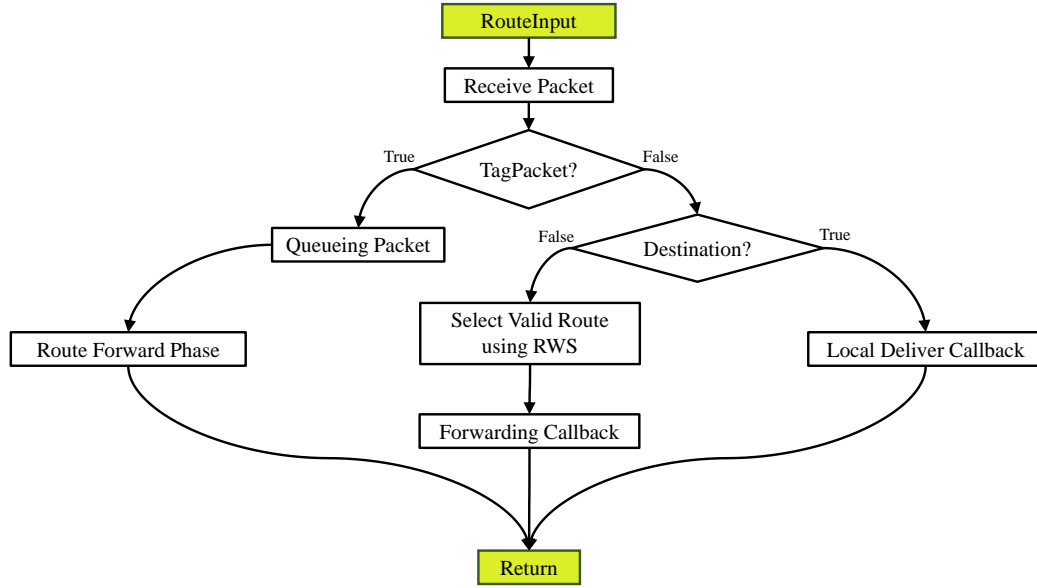 RouteInput
Receive Packet
True
False
TagPacket?
Queueing Packet
False
True
Destination?
Route Forward Phase
Select Valid Route
using RWS
Local Deliver Callback
Forwarding Callback
Return